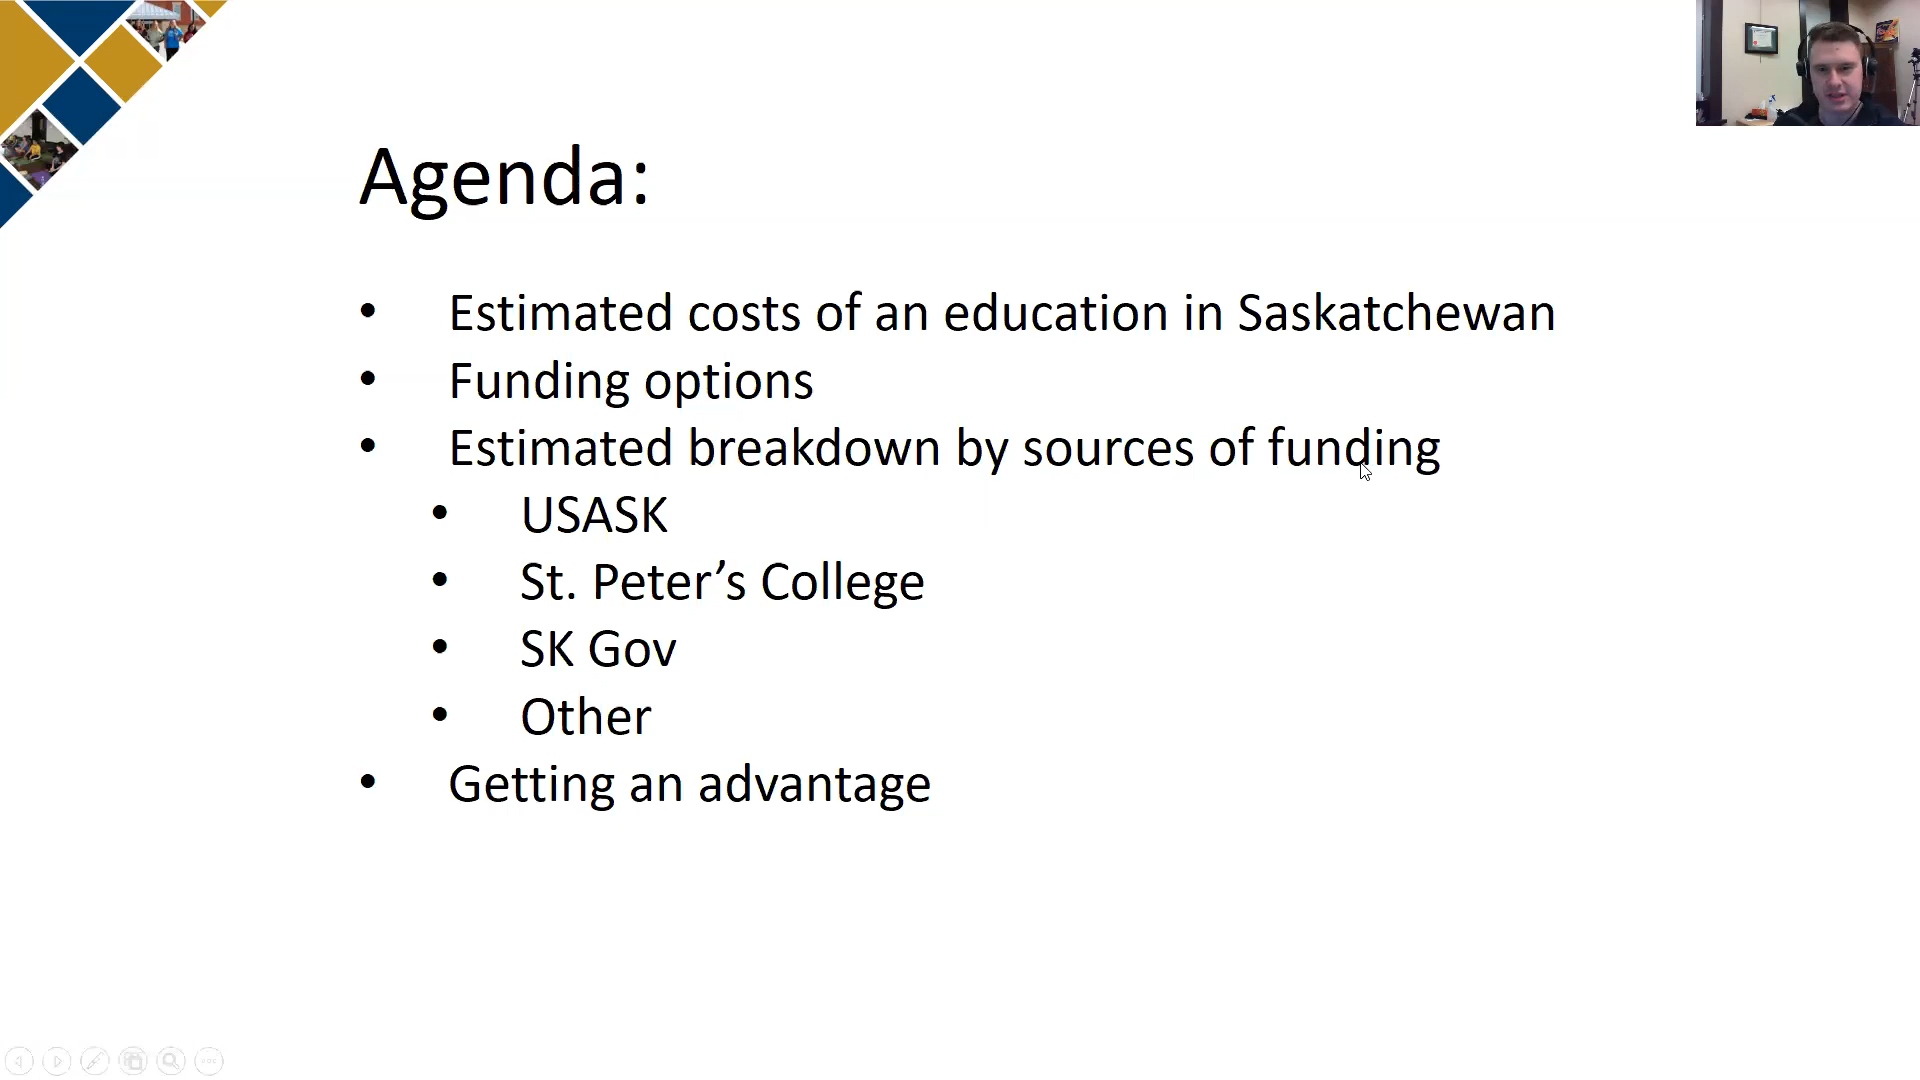 Agenda:
• Estimated costs of an education in Saskatchewan
• Funding options
• Estimated breakdown by sources of funding
• USASK
• St. Peter’s College
• SK Gov
• Other
• Getting an advantage